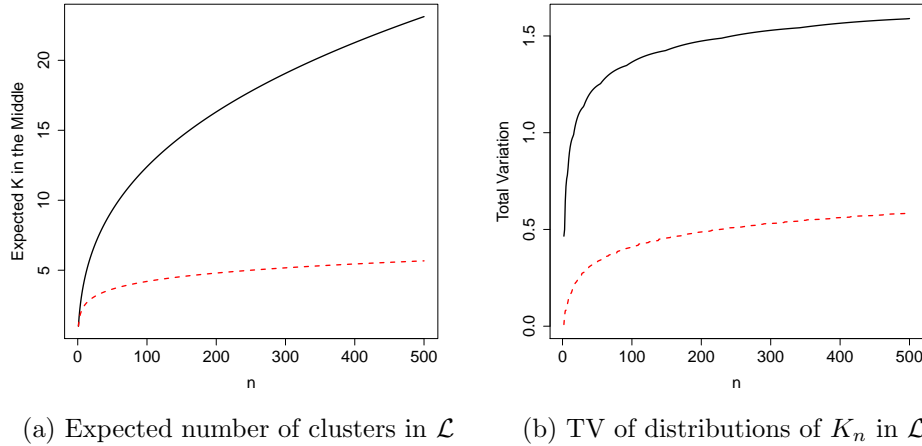 Expected K in the Middle
20
15
10
5
0 100 200 300 400 500
n
Total Variation
1.5
1.0
0.5
0.0
0 100 200 300 400 500
n
(a) Expected number of clusters in ℒ
(b) TV of distributions of Kₙ in ℒ